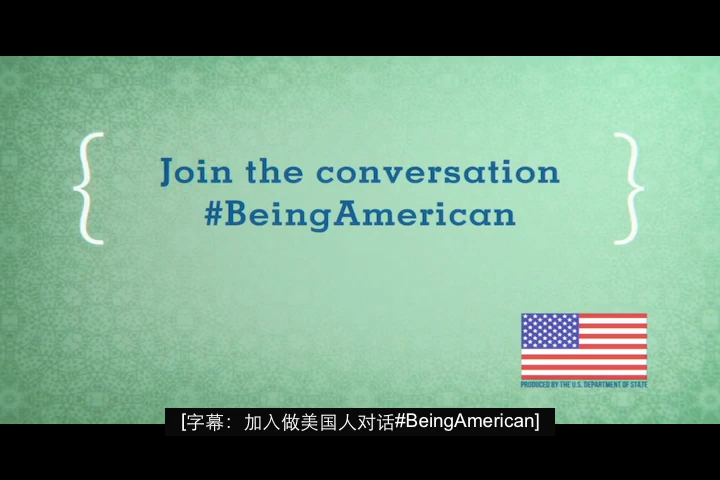 Join the conversation
#BeingAmerican
PRODUCED BY THE U.S. DEPARTMENT OF STATE
[字幕：加入做美国人对话#BeingAmerican]